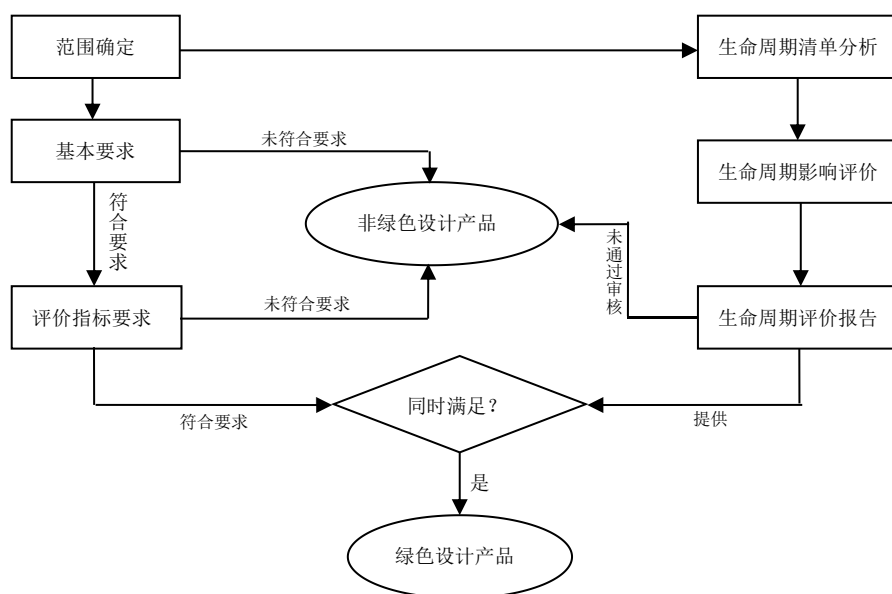 范围确定
生命周期清单分析
基本要求
未符合要求
生命周期影响评价
符合要求
非绿色设计产品
未通过审核
评价指标要求
未符合要求
生命周期评价报告
同时满足？
符合要求
提供
是
绿色设计产品